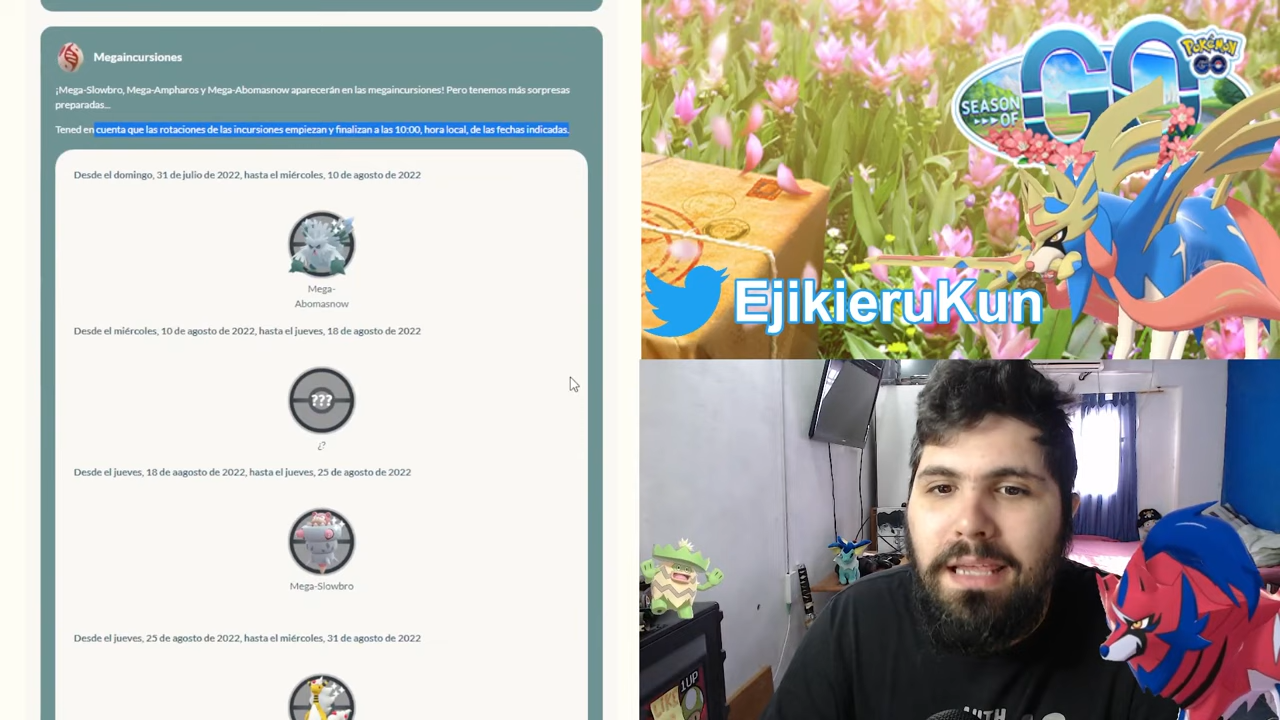 Megaincursiones
¡Mega-Slowbro, Mega-Ampharos y Mega-Abomasnow aparecerán en las megaincursiones! Pero tenemos más sorpresas
preparadas...
Tened en cuenta que las rotaciones de las incursiones empiezan y finalizan a las 10:00, hora local, de las fechas indicadas.
Desde el domingo, 31 de julio de 2022, hasta el miércoles, 10 de agosto de 2022
Mega-
Abomasnow
Desde el miércoles, 10 de agosto de 2022, hasta el jueves, 18 de agosto de 2022
???
¿?
Desde el jueves, 18 de aagosto de 2022, hasta el jueves, 25 de agosto de 2022
Mega-Slowbro
Desde el jueves, 25 de agosto de 2022, hasta el miércoles, 31 de agosto de 2022
SEASON
OF
GO
POKÉMON
GO
EjikieruKun
1UP
WITH